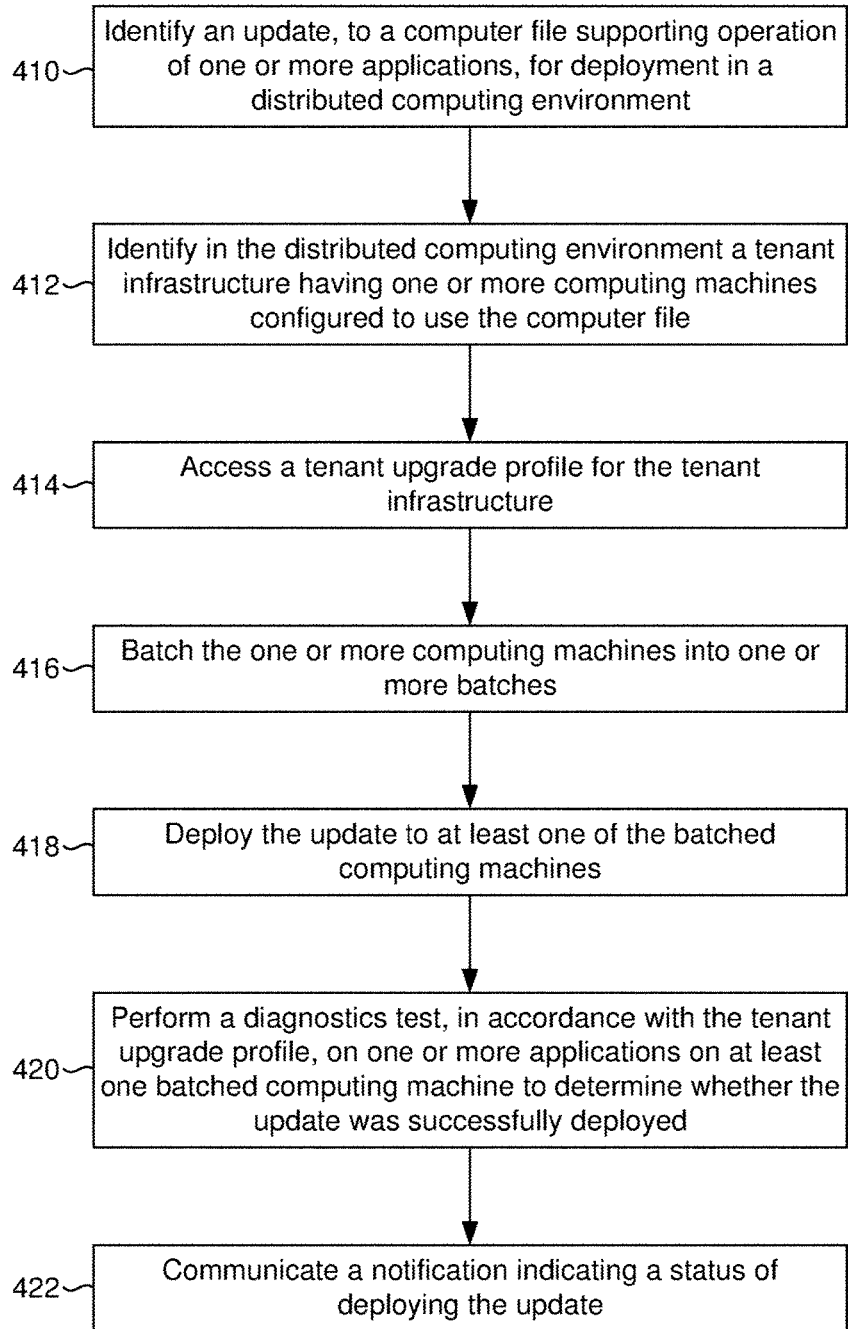 Identify an update, to a computer file supporting operation
410 of one or more applications, for deployment in a
distributed computing environment
Identify in the distributed computing environment a tenant
412 infrastructure having one or more computing machines
configured to use the computer file
414 Access a tenant upgrade profile for the tenant
infrastructure
416 Batch the one or more computing machines into one or
more batches
418 Deploy the update to at least one of the batched
computing machines
Perform a diagnostics test, in accordance with the tenant
upgrade profile, on one or more applications on at least
420 one batched computing machine to determine whether the
update was successfully deployed
422 Communicate a notification indicating a status of
deploying the update